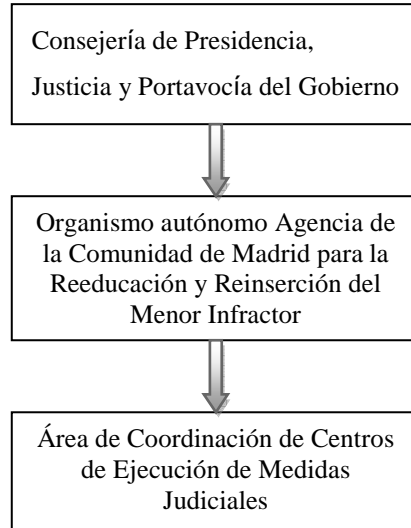 Consejería de Presidencia,
Justicia y Portavocía del Gobierno
Organismo autónomo Agencia de
la Comunidad de Madrid para la
Reeducación y Reinserción del
Menor Infractor
Área de Coordinación de Centros
de Ejecución de Medidas
Judiciales